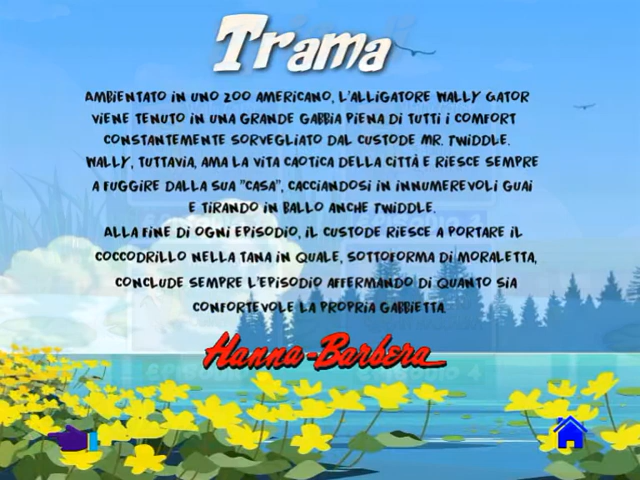 Trama
AMBIENTATO IN UNO ZOO AMERICANO, L'ALLIGATORE WALLY GATOR
VIENE TENUTO IN UNA GRANDE GABBIA PIENA DI TUTTI I COMFORT
CONSTANTEMENTE SORVEGLIATO DAL CUSTODE MR. TWIDDLE.
WALLY, TUTTAVIA, AMA LA VITA CAOTICA DELLA CITTÀ E RIESCE SEMPRE
A FUGGIRE DALLA SUA "CASA", CACCIANDOSI IN INNUMEREVOLI GUAI
E TIRANDO IN BALLO ANCHE TWIDDLE.
ALLA FINE DI OGNI EPISODIO, IL CUSTODE RIESCE A PORTARE IL
COCCODRILLO NELLA TANA IN QUALE, SOTTOFORMA DI MORALETTA,
CONCLUDE SEMPRE L'EPISODIO AFFERMANDO DI QUANTO SIA
CONFORTEVOLE LA PROPRIA GABBIETTA.
Hanna-Barbera
EPISODIO 4